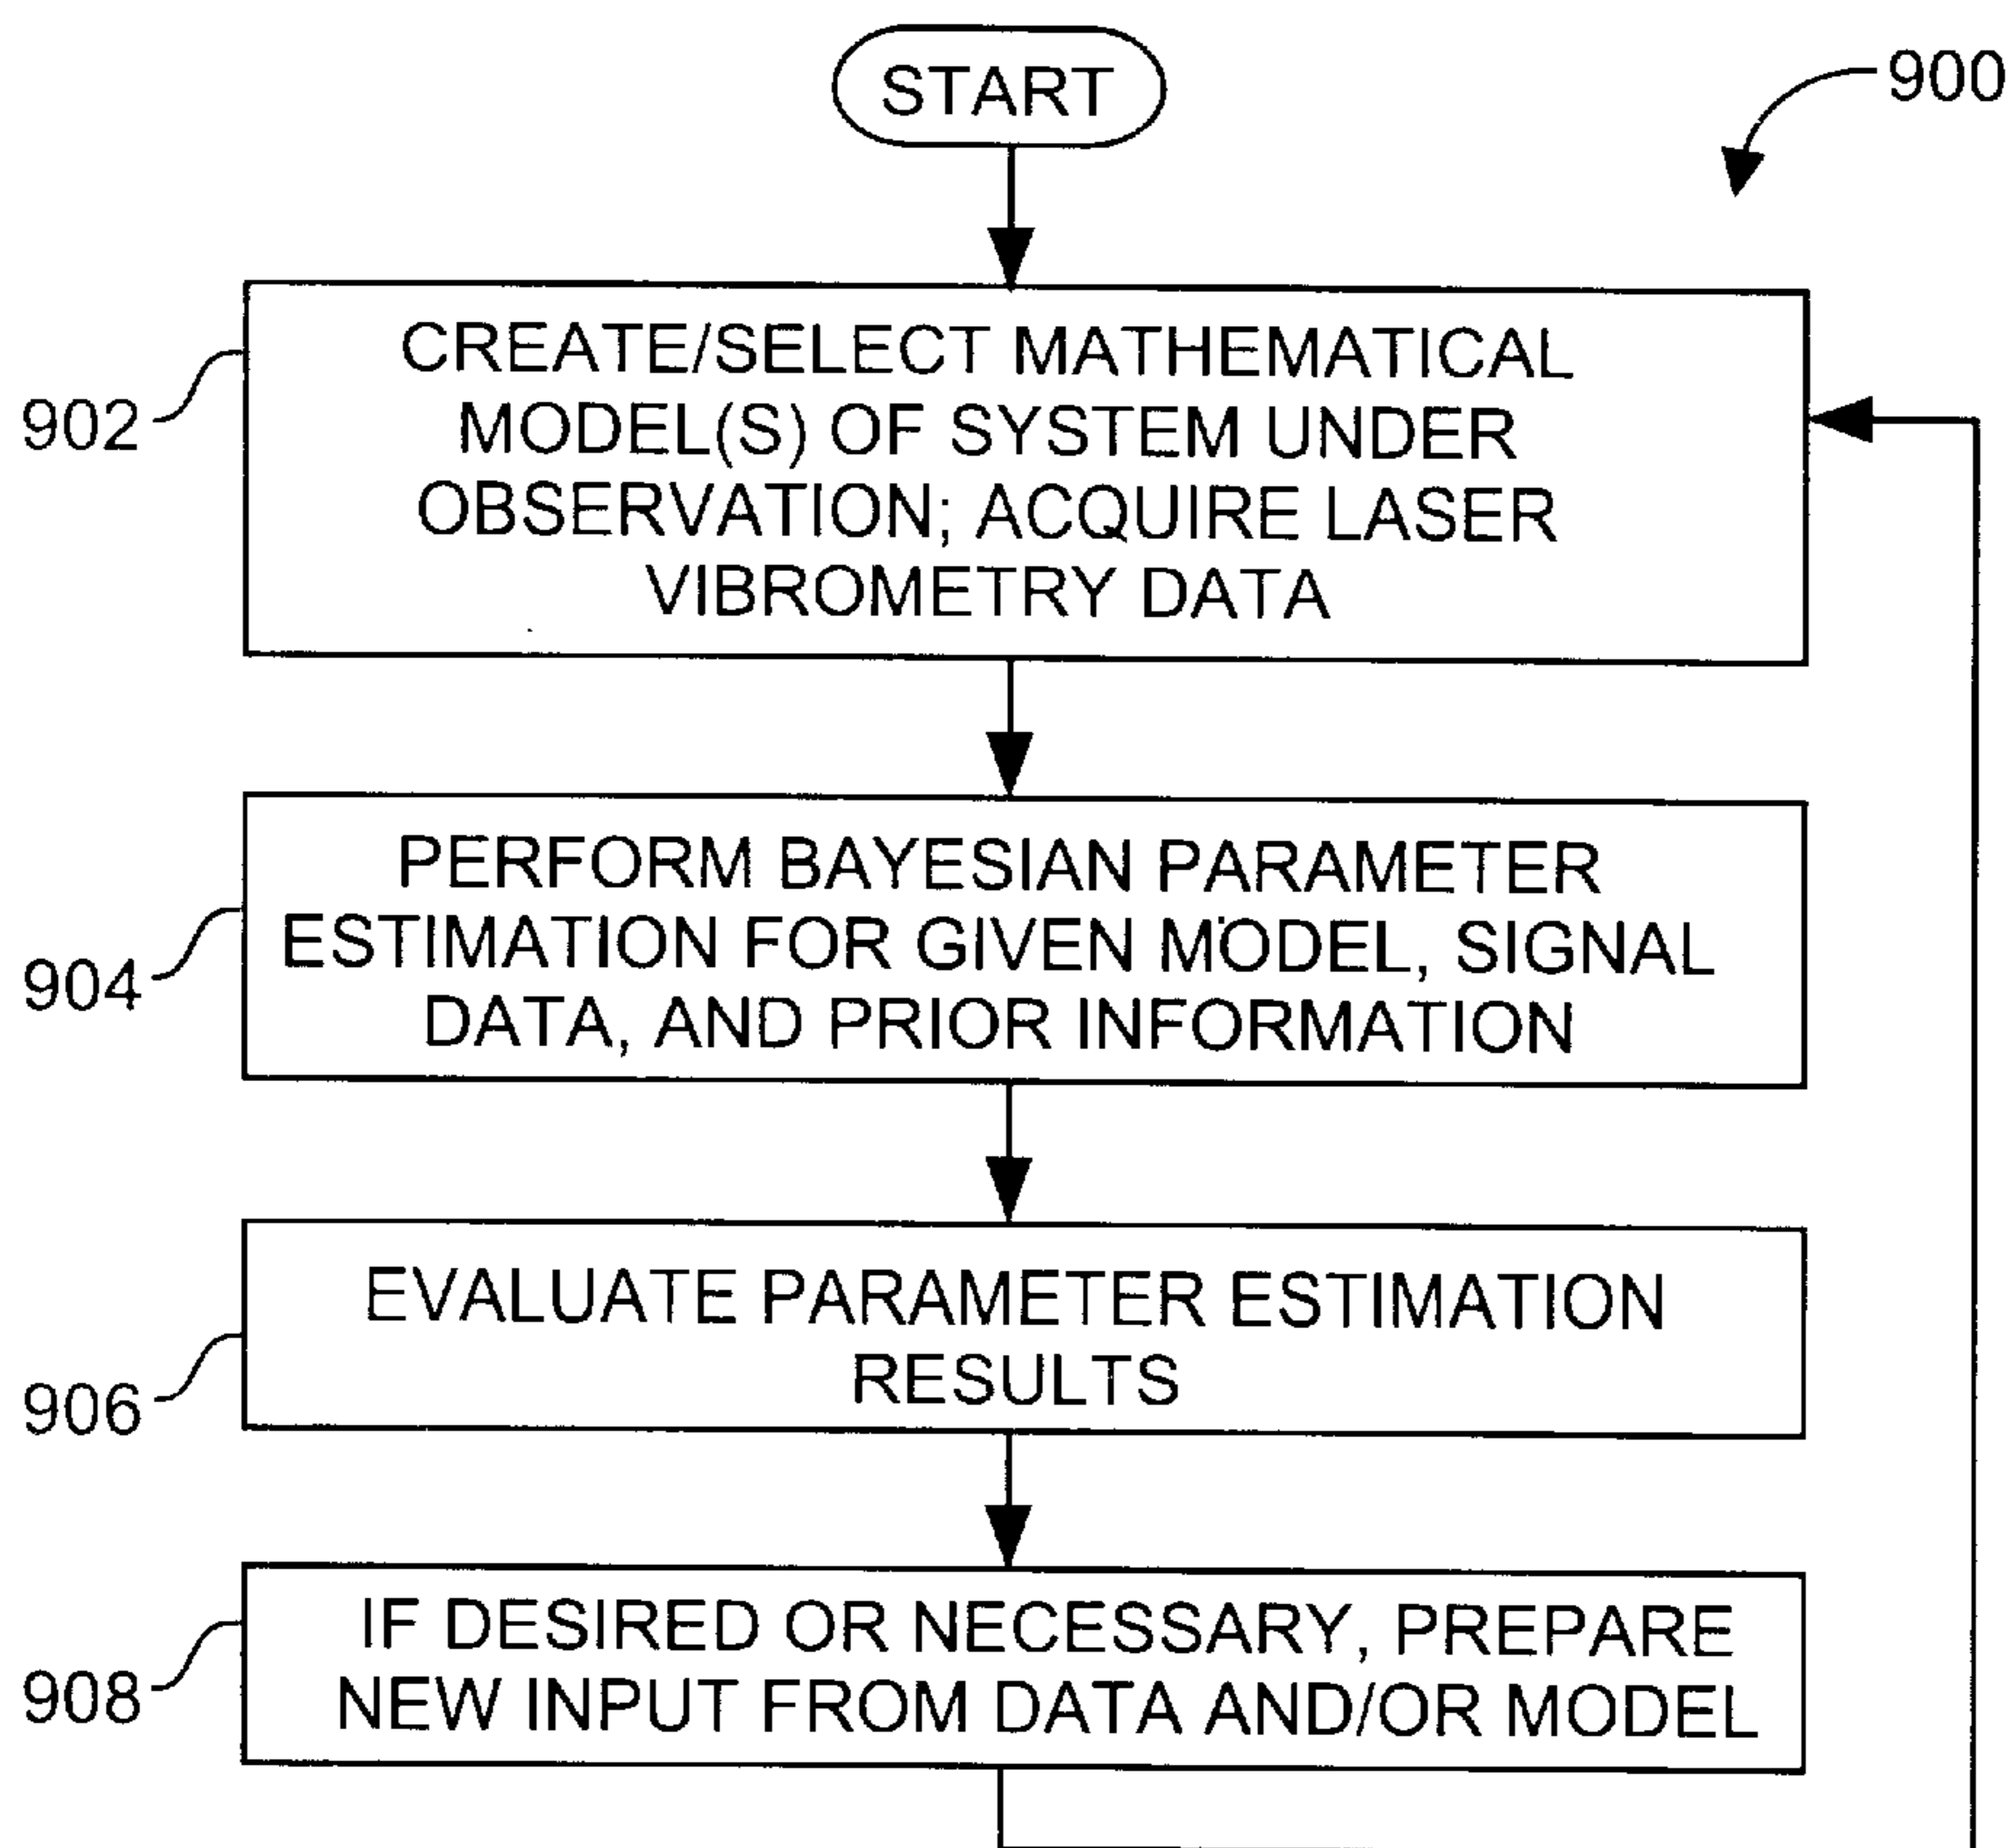 START
900
902
CREATE/SELECT MATHEMATICAL
MODEL(S) OF SYSTEM UNDER
OBSERVATION; ACQUIRE LASER
VIBROMETRY DATA
904
PERFORM BAYESIAN PARAMETER
ESTIMATION FOR GIVEN MODEL, SIGNAL
DATA, AND PRIOR INFORMATION
906
EVALUATE PARAMETER ESTIMATION
RESULTS
908
IF DESIRED OR NECESSARY, PREPARE
NEW INPUT FROM DATA AND/OR MODEL